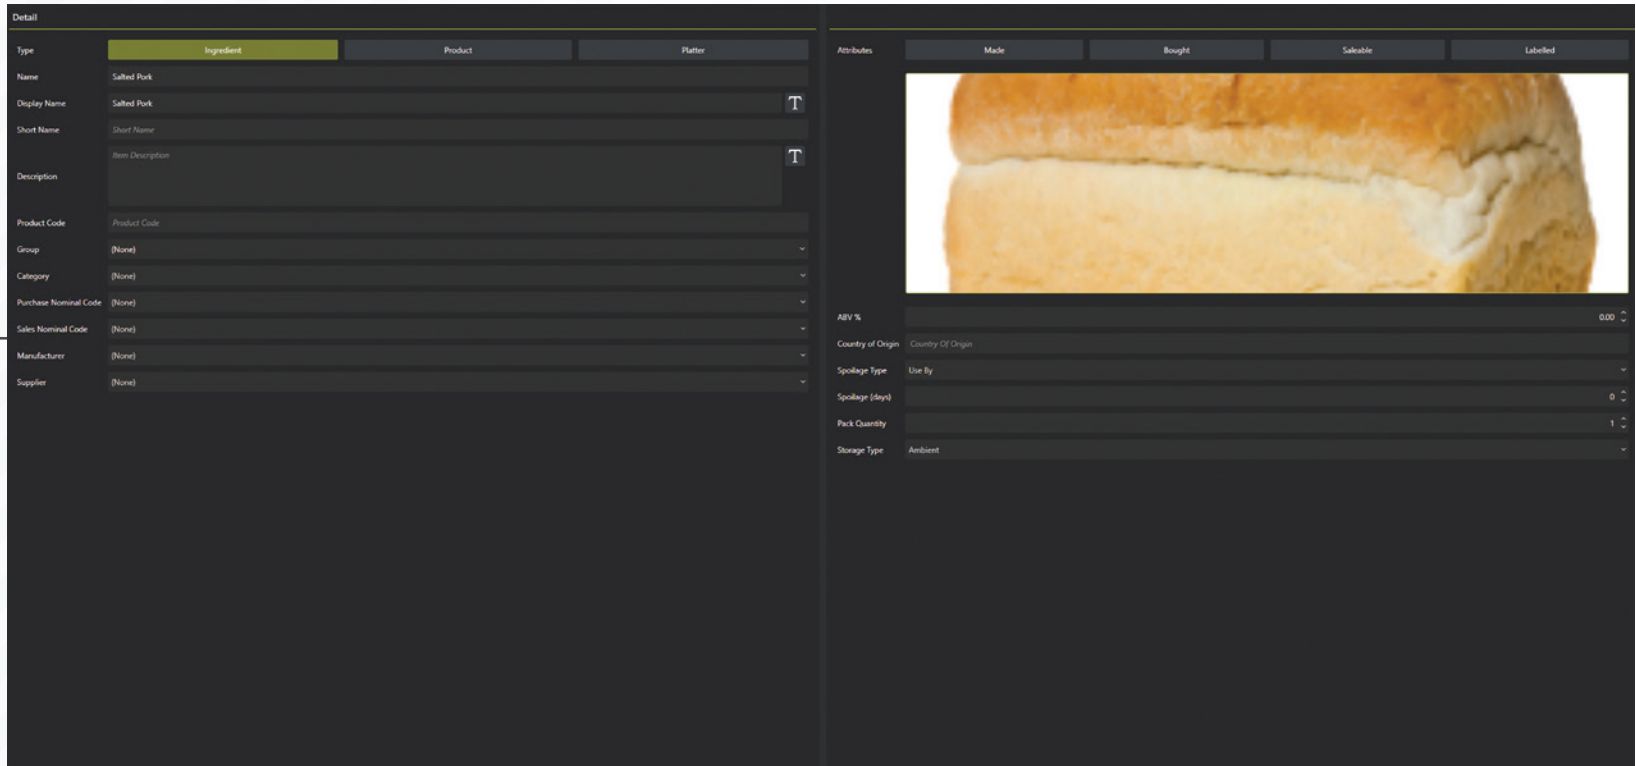 Detail
Type
Ingredient
Product
Platter
Name
Salted Pork
Display Name
Salted Pork
T
Short Name
Short Name
Description
Item Description
T
Product Code
Product Code
Group
(None)
Category
(None)
Purchase Nominal Code
(None)
Sales Nominal Code
(None)
Manufacturer
(None)
Supplier
(None)
Attributes
Made
Bought
Saleable
Labelled
ABV %
0.00
Country of Origin
Country Of Origin
Spoilage Type
Use By
Spoilage (days)
0
Pack Quantity
1
Storage Type
Ambient